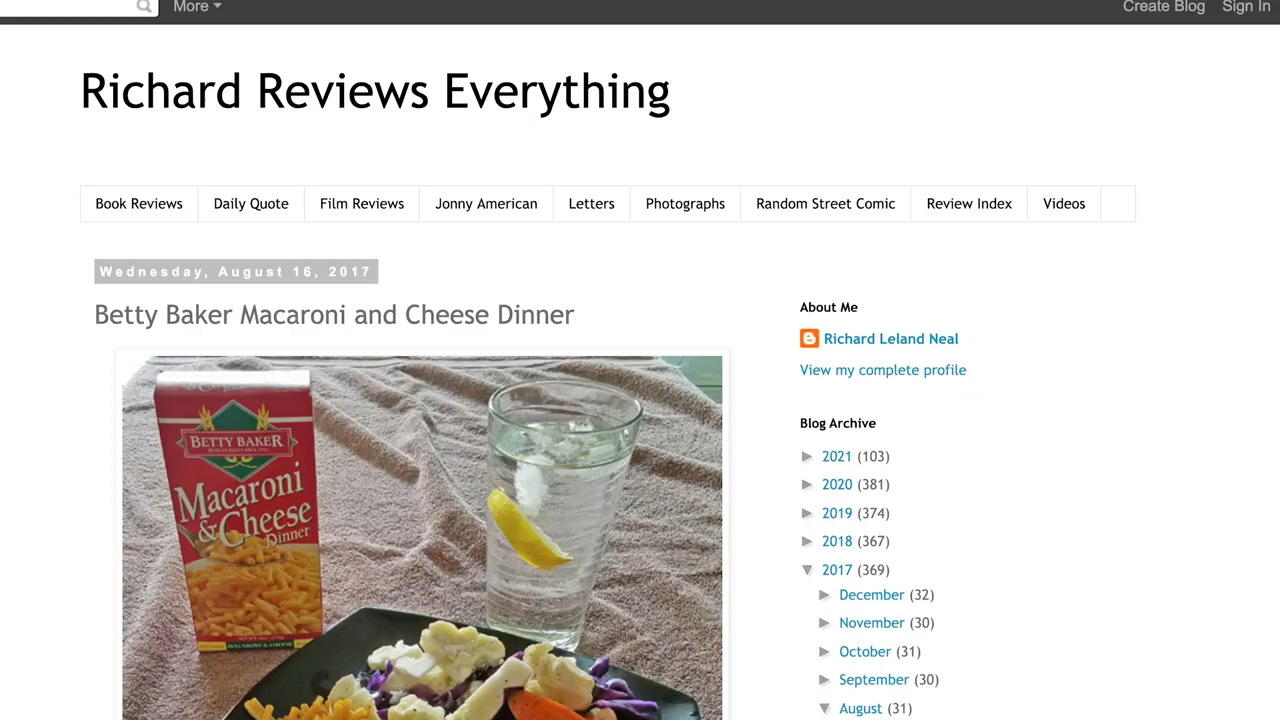 More
Create Blog
Sign In
Richard Reviews Everything
Book Reviews
Daily Quote
Film Reviews
Jonny American
Letters
Photographs
Random Street Comic
Review Index
Videos
Wednesday, August 16, 2017
Betty Baker Macaroni and Cheese Dinner
BETTY BAKER
Macaroni
& Cheese
Dinner
MACARONI & CHEESE
About Me
Richard Leland Neal
View my complete profile
Blog Archive
► 2021 (103)
► 2020 (381)
► 2019 (374)
► 2018 (367)
▼ 2017 (369)
► December (32)
► November (30)
► October (31)
► September (30)
▼ August (31)